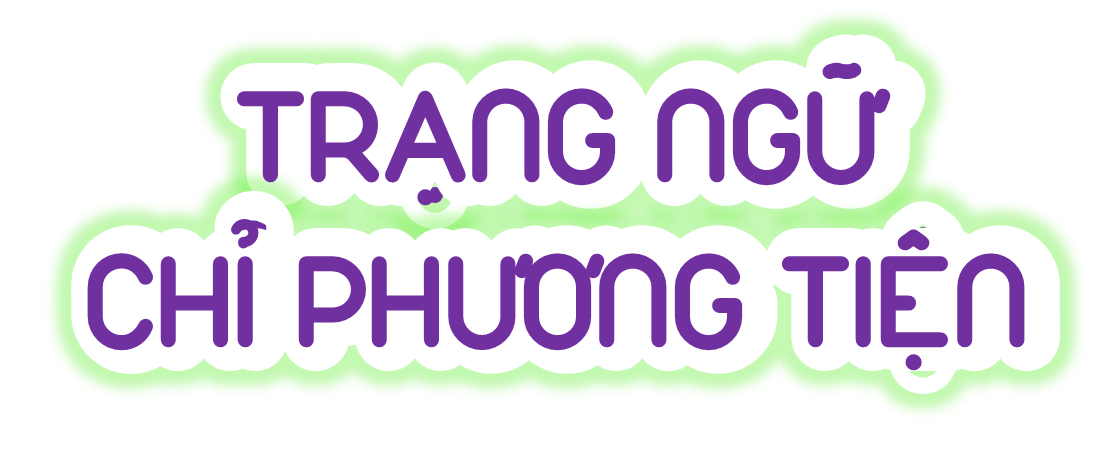 TRẠNG NGỮ
CHỈ PHƯƠNG TIỆN